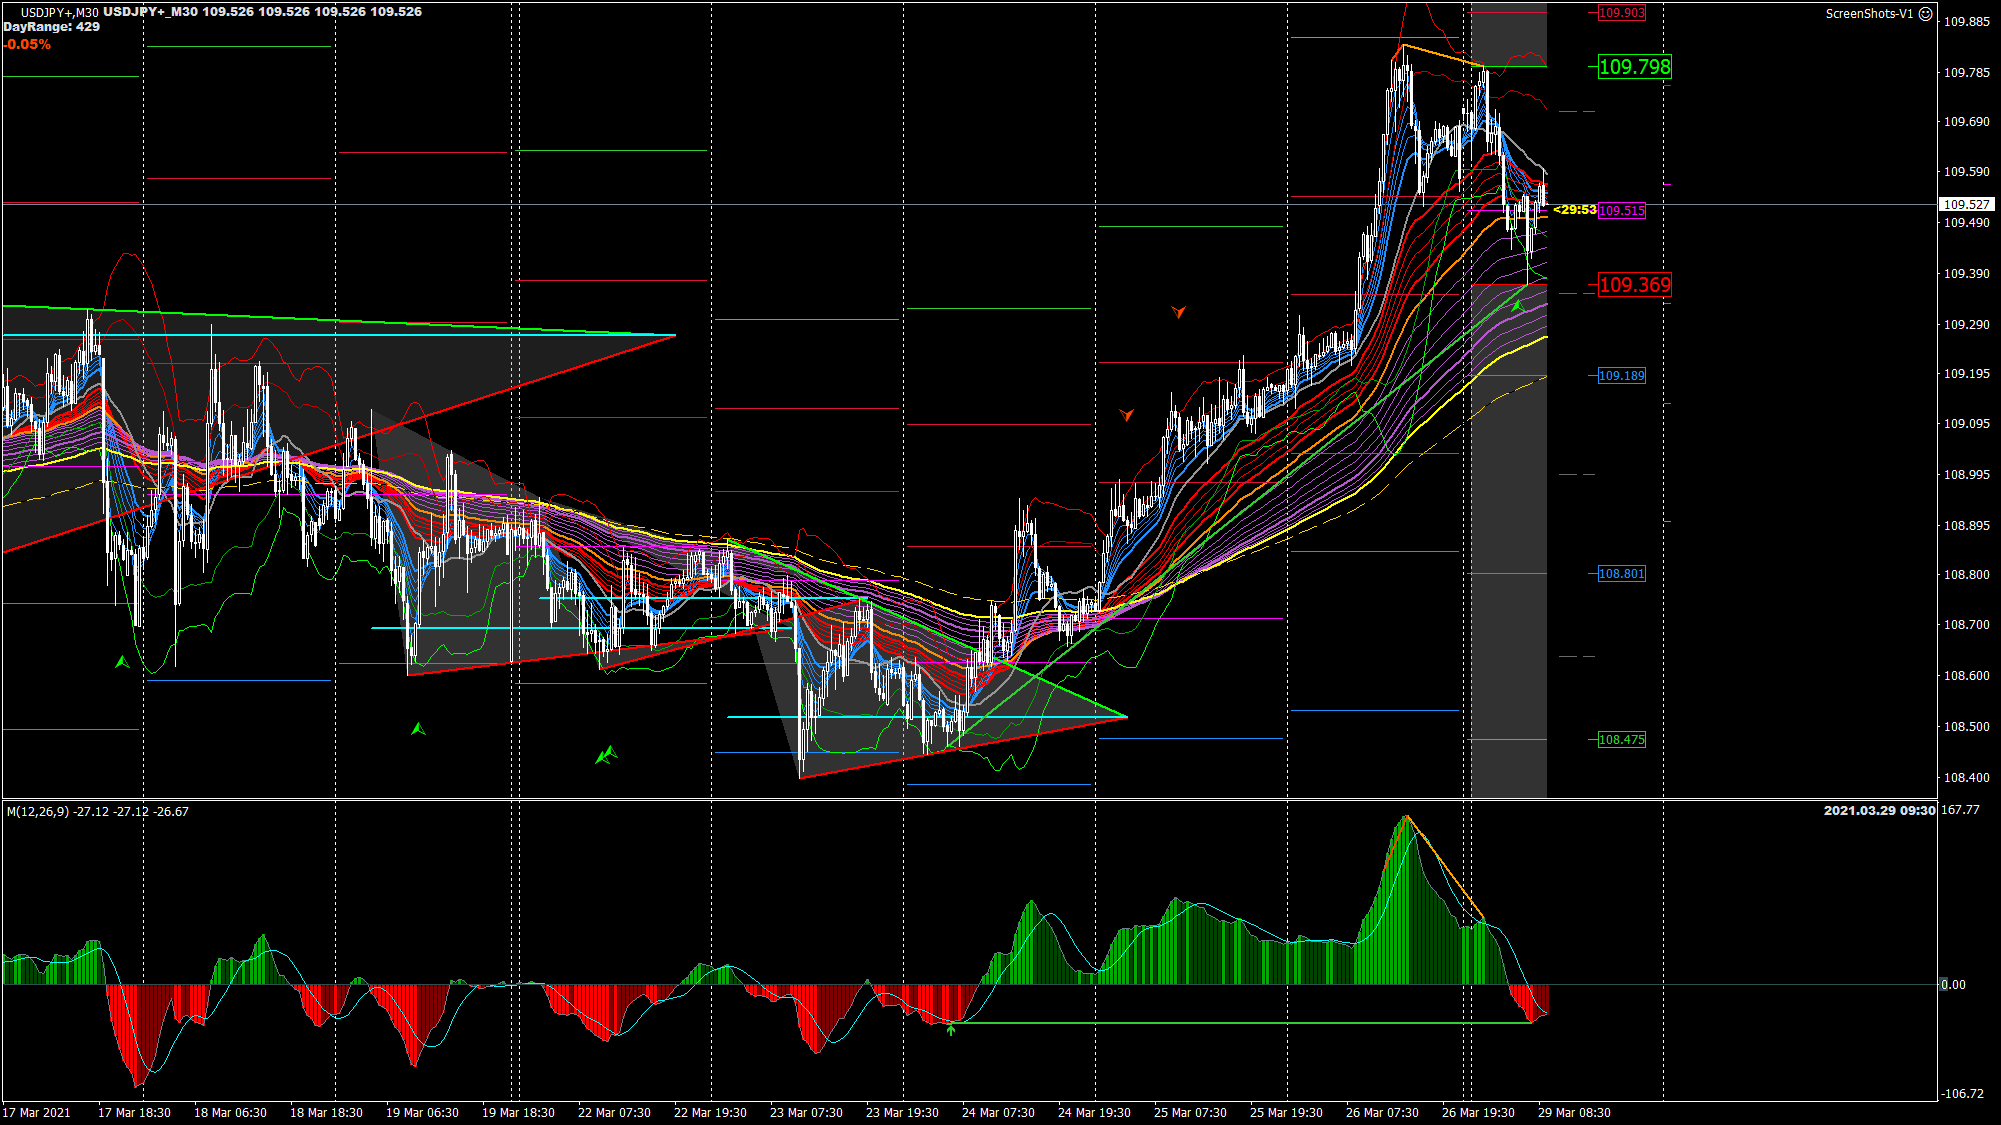 USDJPY+,M30 USDJPY+_M30 109.526 109.526 109.526 109.526
DayRange: 429
-0.05%
ScreenShots-V1 ☺
109.903
109.798
<29:53
109.515
109.369
109.189
108.801
108.475
109.885
109.785
109.690
109.590
109.527
109.490
109.390
109.290
109.195
109.095
108.995
108.895
108.800
108.700
108.600
108.500
108.400
M(12,26,9) -27.12 -27.12 -26.67
2021.03.29 09:30
167.77
0.00
-106.72
17 Mar 2021
17 Mar 18:30
18 Mar 06:30
18 Mar 18:30
19 Mar 06:30
19 Mar 18:30
22 Mar 07:30
22 Mar 19:30
23 Mar 07:30
23 Mar 19:30
24 Mar 07:30
24 Mar 19:30
25 Mar 07:30
25 Mar 19:30
26 Mar 07:30
26 Mar 19:30
29 Mar 08:30